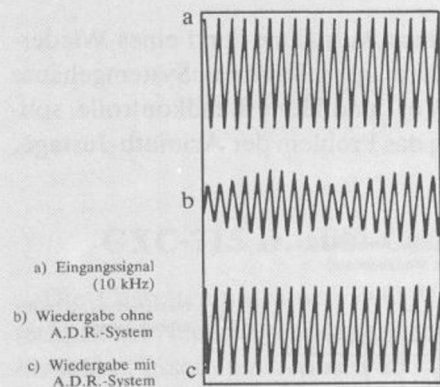 a
b
c
a) Eingangssignal
(10 kHz)
b) Wiedergabe ohne
A.D.R.-System
c) Wiedergabe mit
A.D.R.-System